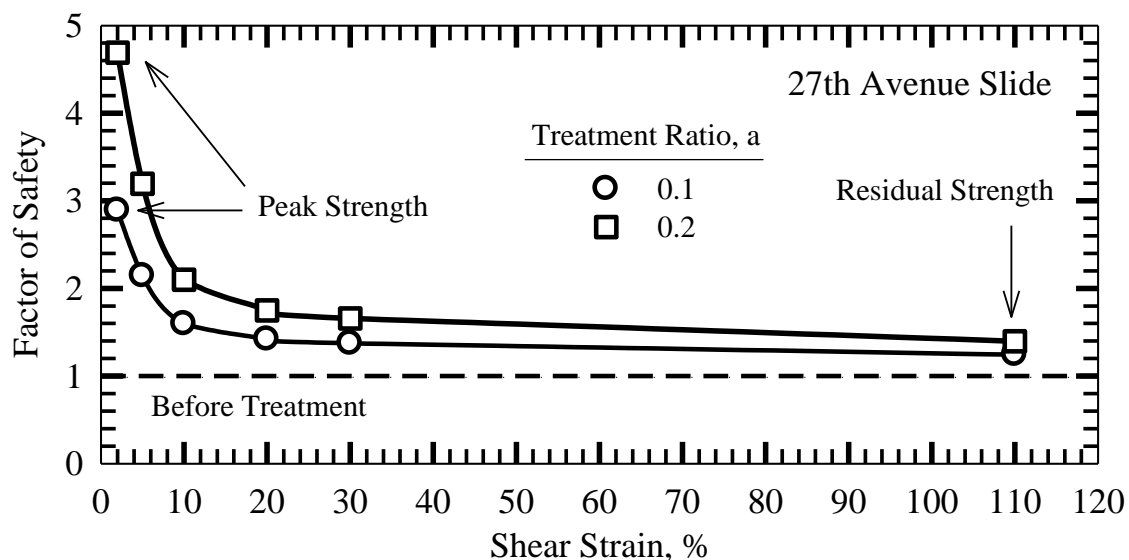 5
27th Avenue Slide
4
Treatment Ratio, a
0.1
0.2
3
Peak Strength
Residual Strength
2
1
Before Treatment
0
Factor of Safety
0 10 20 30 40 50 60 70 80 90 100 110 120
Shear Strain, %